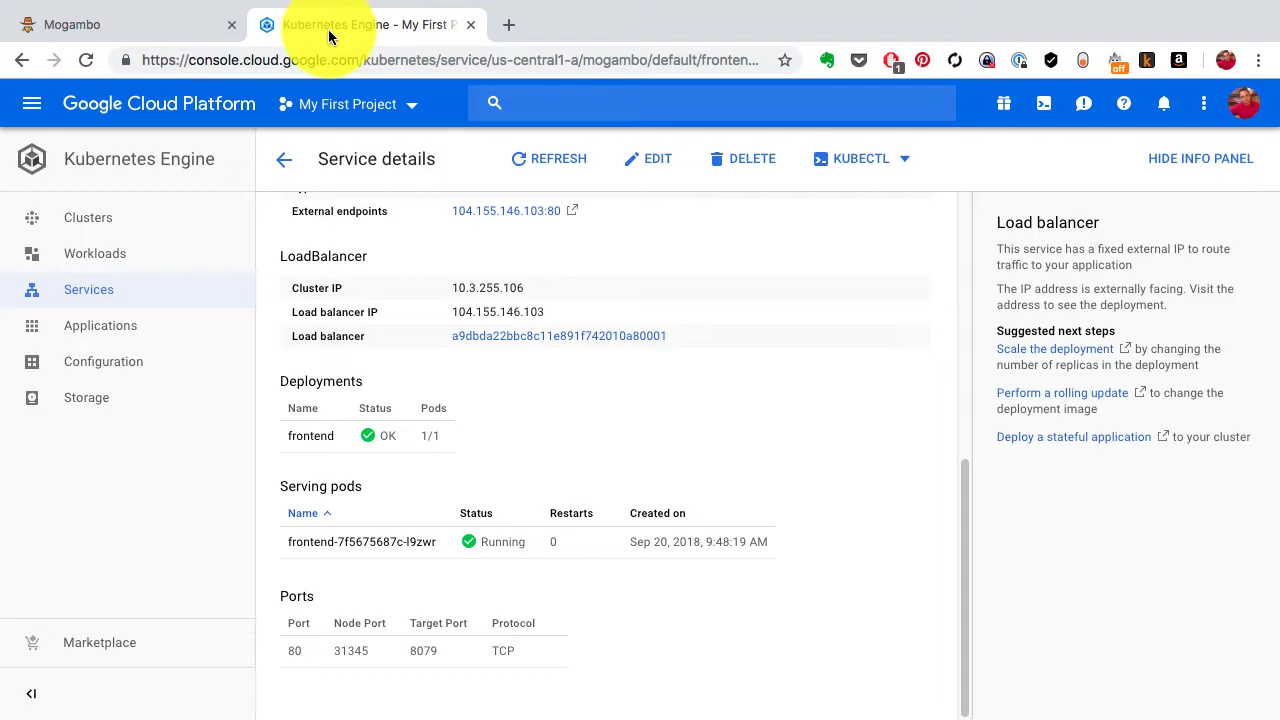 Mogambo
Kubernetes Engine - My First P
https://console.cloud.google.com/kubernetes/service/us-central1-a/mogambo/default/fronten...
1
off
k
a
Google Cloud Platform
My First Project
Kubernetes Engine
Service details
REFRESH
EDIT
DELETE
KUBECTL
HIDE INFO PANEL
Clusters
Workloads
Services
Applications
Configuration
Storage
Marketplace
External endpoints 104.155.146.103:80
LoadBalancer
Cluster IP 10.3.255.106
Load balancer IP 104.155.146.103
Load balancer a9dbda22bbc8c11e891f742010a80001
Deployments
Name Status Pods
frontend OK 1/1
Serving pods
Name Status Restarts Created on
frontend-7f5675687c-l9zwr Running 0 Sep 20, 2018, 9:48:19 AM
Ports
Port Node Port Target Port Protocol
80 31345 8079 TCP
Load balancer
This service has a fixed external IP to route
traffic to your application
The IP address is externally facing. Visit the
address to see the deployment.
Suggested next steps
Scale the deployment by changing the
number of replicas in the deployment
Perform a rolling update to change the
deployment image
Deploy a stateful application to your cluster